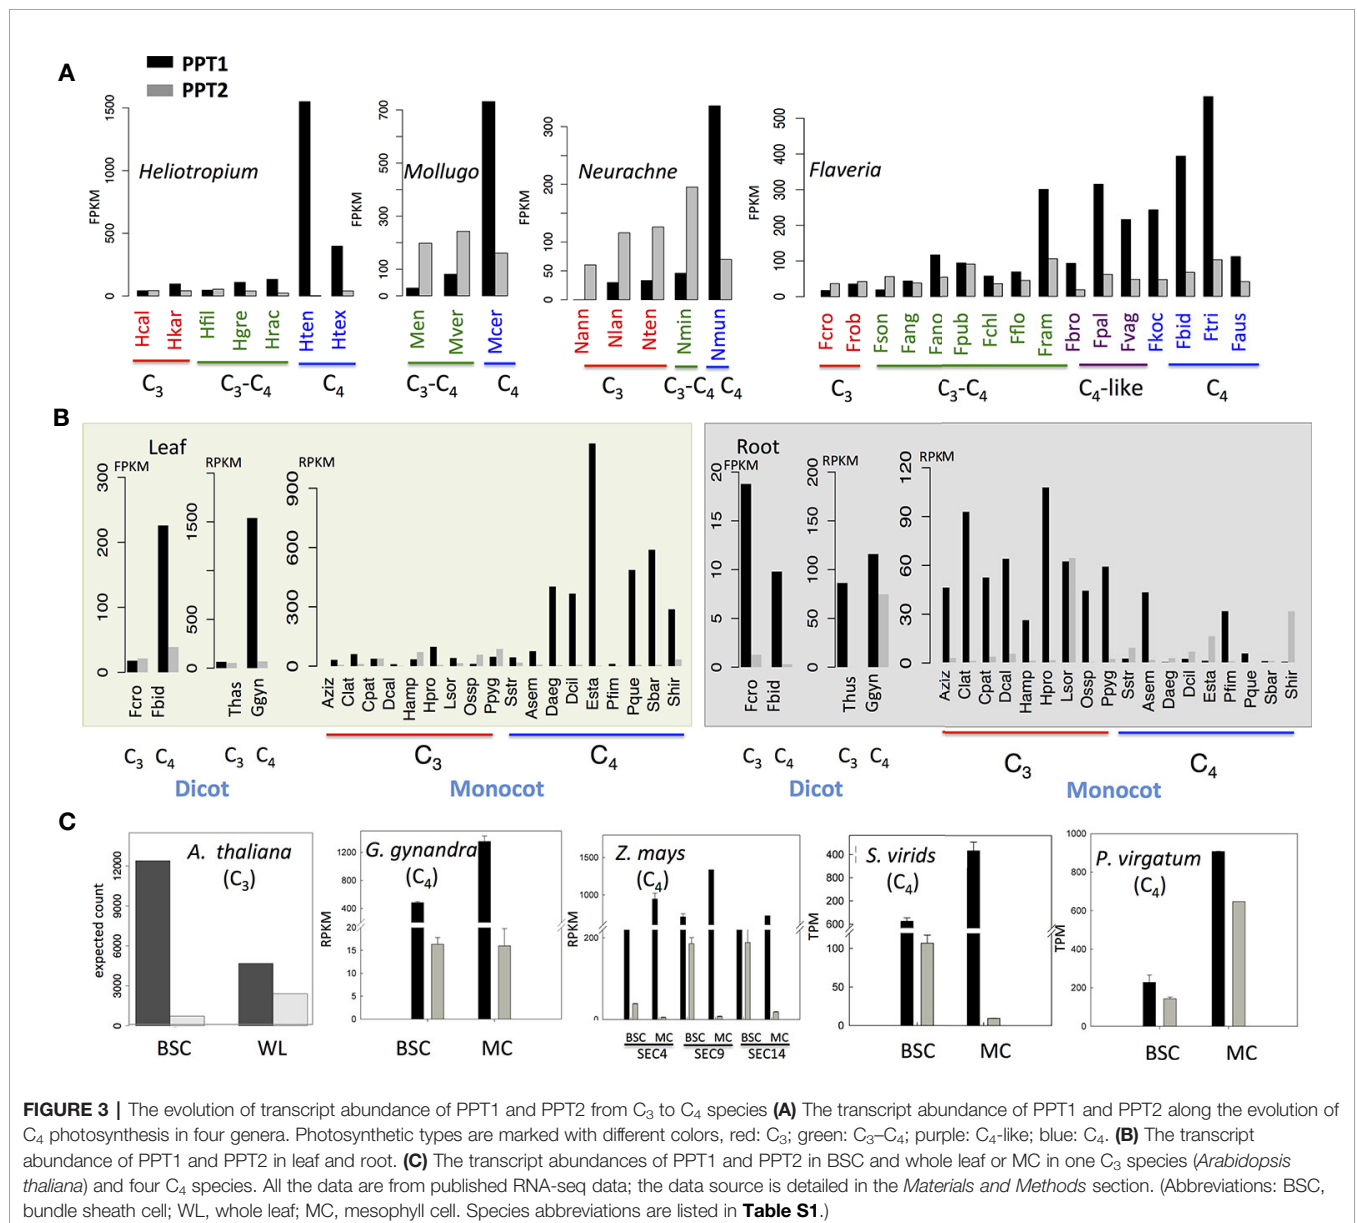 A
PPT1
PPT2
Heliotropium
FPKM
0
500
1000
1500
Hcal
Hkar
Hfil
Hgre
Hrac
Hten
Htex
C3
C3-C4
C4
Mollugo
FPKM
0
100
300
500
700
Men
Mver
Mcer
C3-C4
C4
Neurachne
FPKM
0
50
100
200
300
Nann
Nlan
Nten
Nmin
Nmun
C3
C3-C4
C4
Flaveria
FPKM
0
100
200
300
400
500
Fcro
Frob
Fson
Fang
Fano
Fpub
Fchl
Fflo
Fram
Fbro
Fpal
Fvag
Fkoc
Fbid
Ftri
Faus
C3
C3-C4
C4-like
C4
B
Leaf
FPKM
0
100
200
300
Fcro
Fbid
C3 C4
RPKM
0
500
1500
Thas
Ggyn
C3 C4
Dicot
RPKM
0
300
600
900
Aziz
Clat
Cpat
Dcal
Hamp
Hpro
Lsor
Ossp
Ppyg
Sstr
Asem
Daeg
Dcil
Esta
Pfim
Pque
Sbar
Shir
C3
C4
Monocot
Root
FPKM
0
5
10
15
20
Fcro
Fbid
C3 C4
RPKM
0
50
100
150
200
Thus
Ggyn
C3 C4
Dicot
RPKM
0
30
60
90
120
Aziz
Clat
Cpat
Dcal
Hamp
Hpro
Lsor
Ossp
Ppyg
Sstr
Asem
Daeg
Dcil
Esta
Pfim
Pque
Sbar
Shir
C3
C4
Monocot
C
A. thaliana
(C3)
expected count
0
3000
6000
9000
12000
BSC WL
G. gynandra
(C4)
RPKM
1200
800
400
20
15
10
5
0
BSC MC
Z. mays
(C4)
RPKM
1500
1000
500
200
0
BSC MC BSC MC BSC MC
SEC4 SEC9 SEC14
S. virids
(C4)
TPM
400
200
600
100
50
0
BSC MC
P. virgatum
(C4)
TPM
1000
800
600
400
200
0
BSC MC
FIGURE 3 | The evolution of transcript abundance of PPT1 and PPT2 from C3 to C4 species (A) The transcript abundance of PPT1 and PPT2 along the evolution of
C4 photosynthesis in four genera. Photosynthetic types are marked with different colors, red: C3; green: C3–C4; purple: C4-like; blue: C4. (B) The transcript
abundance of PPT1 and PPT2 in leaf and root. (C) The transcript abundances of PPT1 and PPT2 in BSC and whole leaf or MC in one C3 species (Arabidopsis
thaliana) and four C4 species. All the data are from published RNA-seq data; the data source is detailed in the Materials and Methods section. (Abbreviations: BSC,
bundle sheath cell; WL, whole leaf; MC, mesophyll cell. Species abbreviations are listed in Table S1.)